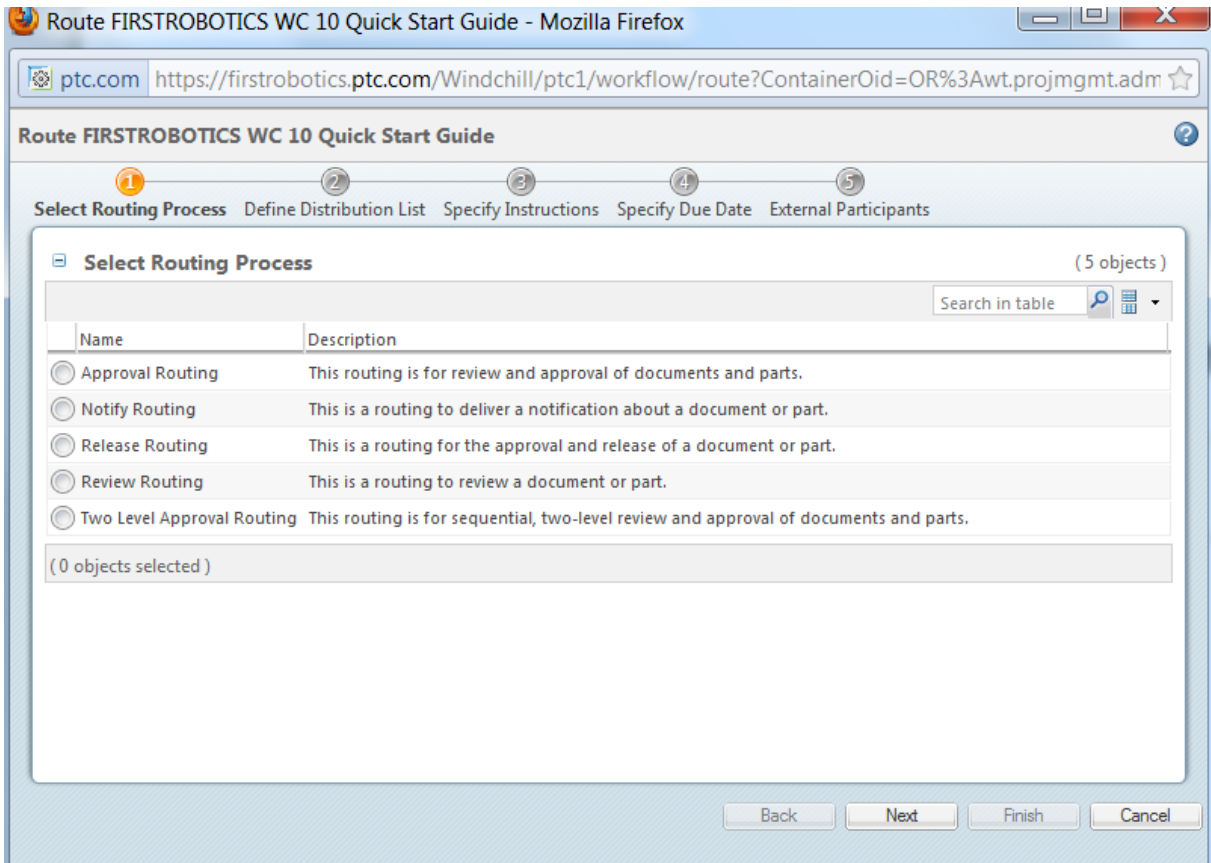 Route FIRSTROBOTICS WC 10 Quick Start Guide - Mozilla Firefox
ptc.com https://firstrobotics.ptc.com/Windchill/ptc1/workflow/route?ContainerOid=OR%3Awt.projmgmt.adm
Route FIRSTROBOTICS WC 10 Quick Start Guide
1 2 3 4 5
Select Routing Process Define Distribution List Specify Instructions Specify Due Date External Participants
Select Routing Process ( 5 objects )
Search in table
Name Description
Approval Routing This routing is for review and approval of documents and parts.
Notify Routing This is a routing to deliver a notification about a document or part.
Release Routing This is a routing for the approval and release of a document or part.
Review Routing This is a routing to review a document or part.
Two Level Approval Routing This routing is for sequential, two-level review and approval of documents and parts.
( 0 objects selected )
Back Next Finish Cancel